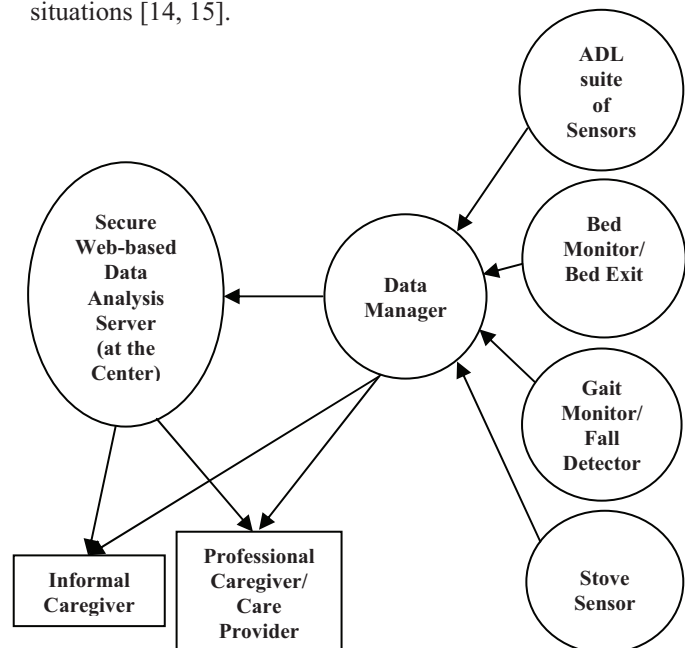 situations [14, 15].
ADL
suite
of
Sensors
Secure
Web-based
Data
Analysis
Server
(at the
Center)
Data
Manager
Bed
Monitor/
Bed Exit
Gait
Monitor/
Fall
Detector
Stove
Sensor
Informal
Caregiver
Professional
Caregiver/
Care
Provider